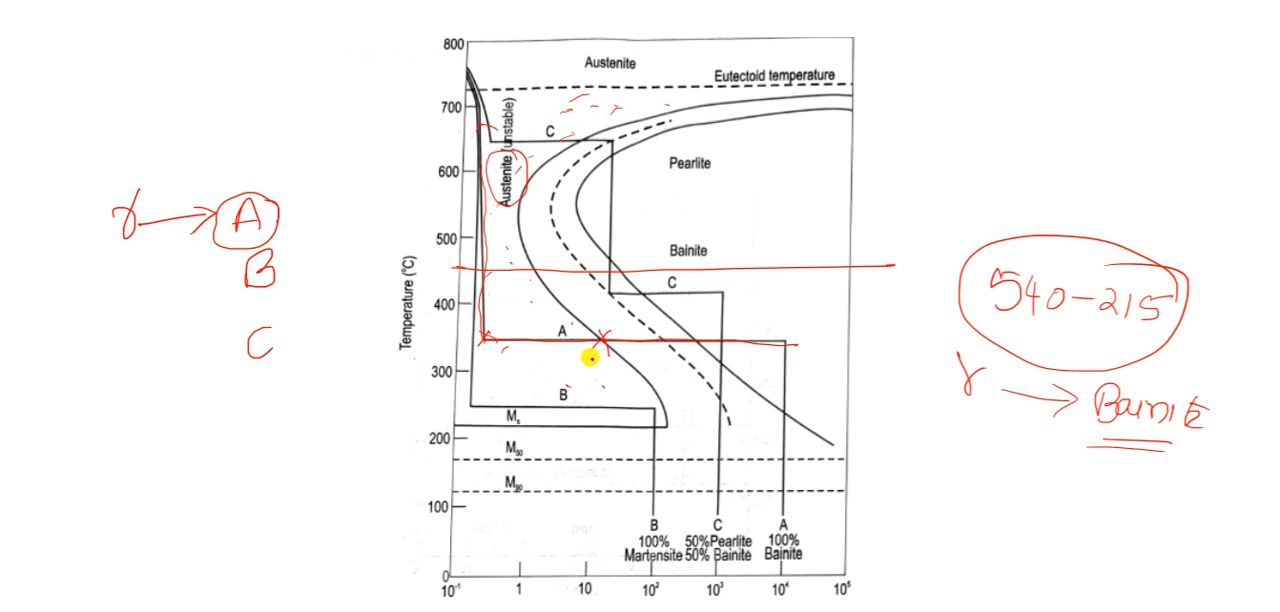 800
Austenite
Eutectoid temperature
700
C
Austenite (unstable)
600
Pearlite
500
Bainite
C
400
A
300
B
Ms
200
M50
M90
100
0
Temperature (°C)
B
100%
Martensite
C
50%Pearlite
50% Bainite
A
100%
Bainite
10-1
1
10
10²
10³
10⁴
10⁵
γ → A
B
C
540-215
γ → Bainite